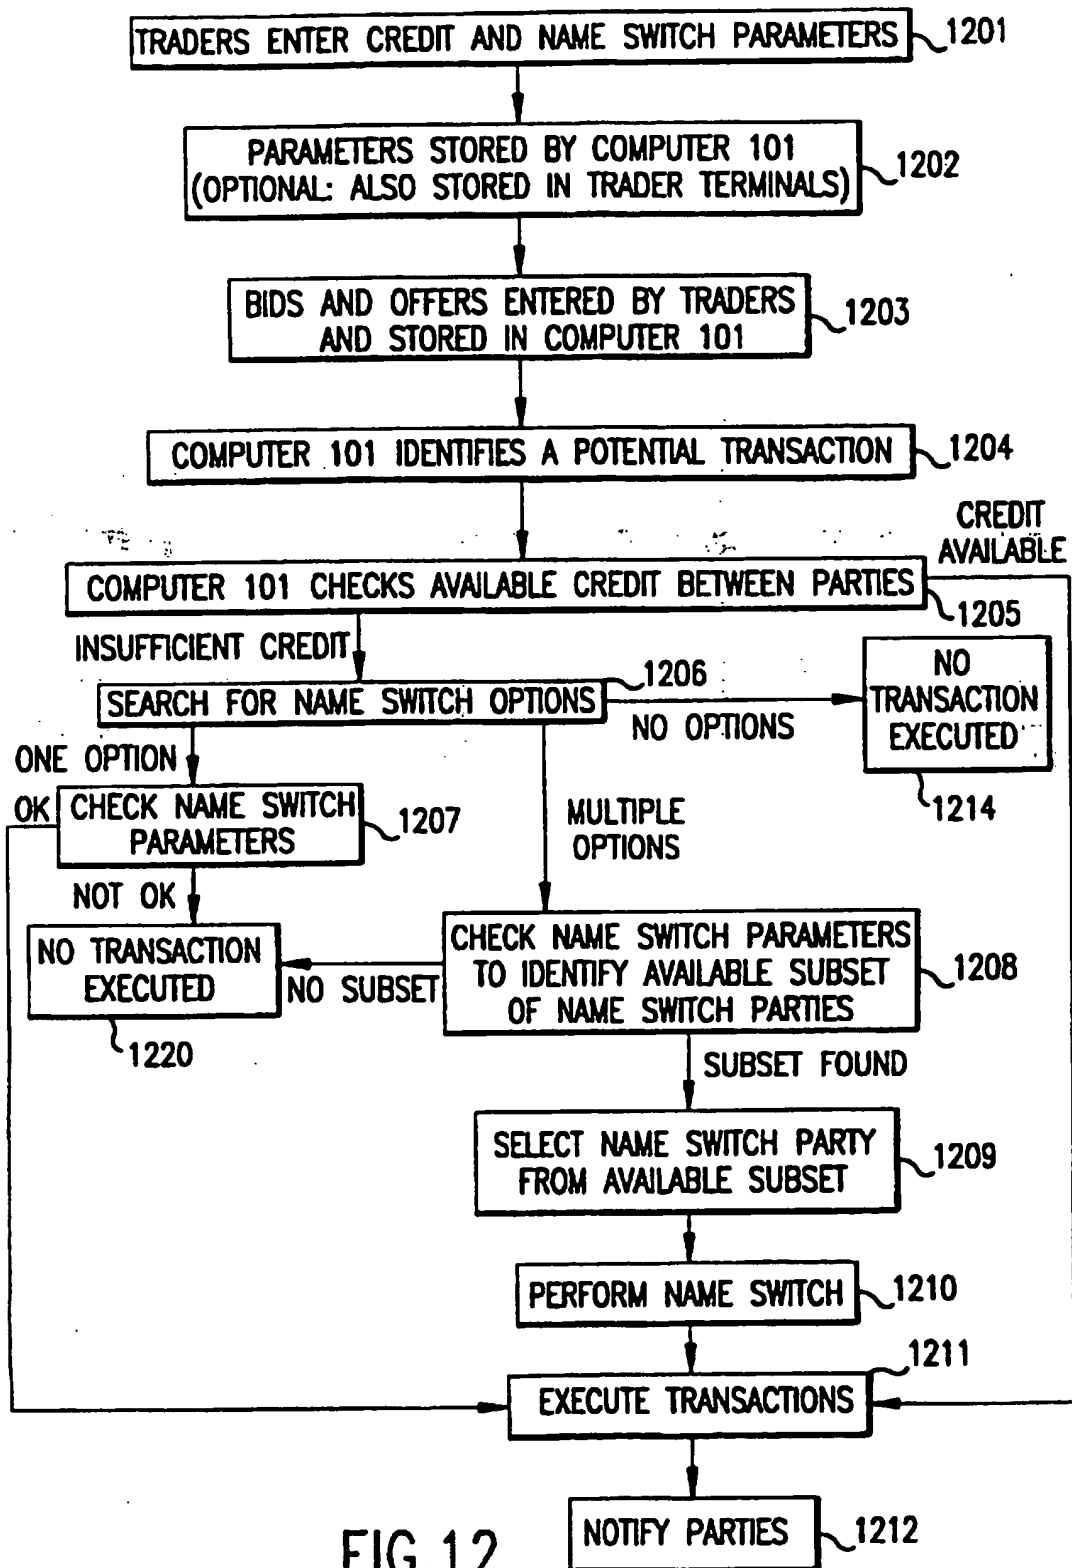 TRADERS ENTER CREDIT AND NAME SWITCH PARAMETERS
1201
PARAMETERS STORED BY COMPUTER 101
(OPTIONAL: ALSO STORED IN TRADER TERMINALS)
1202
BIDS AND OFFERS ENTERED BY TRADERS
AND STORED IN COMPUTER 101
1203
COMPUTER 101 IDENTIFIES A POTENTIAL TRANSACTION
1204
CREDIT
AVAILABLE
COMPUTER 101 CHECKS AVAILABLE CREDIT BETWEEN PARTIES
1205
INSUFFICIENT CREDIT
1206
SEARCH FOR NAME SWITCH OPTIONS
NO OPTIONS
NO
TRANSACTION
EXECUTED
1214
ONE OPTION
OK
CHECK NAME SWITCH
PARAMETERS
1207
MULTIPLE
OPTIONS
NOT OK
NO TRANSACTION
EXECUTED
1220
NO SUBSET
CHECK NAME SWITCH PARAMETERS
TO IDENTIFY AVAILABLE SUBSET
OF NAME SWITCH PARTIES
1208
SUBSET FOUND
SELECT NAME SWITCH PARTY
FROM AVAILABLE SUBSET
1209
PERFORM NAME SWITCH
1210
1211
EXECUTE TRANSACTIONS
NOTIFY PARTIES
1212
FIG.12